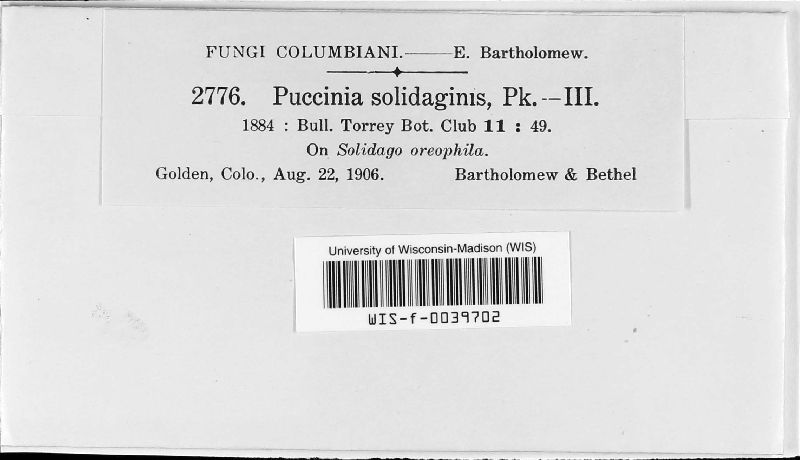 FUNGI COLUMBIANI.——E. Bartholomew.
2776. Puccinia solidaginis, Pk.—III.
1884 : Bull. Torrey Bot. Club 11 : 49.
On Solidago oreophila.
Golden, Colo., Aug. 22, 1906. Bartholomew & Bethel
University of Wisconsin-Madison (WIS)
WIS-f-0039702